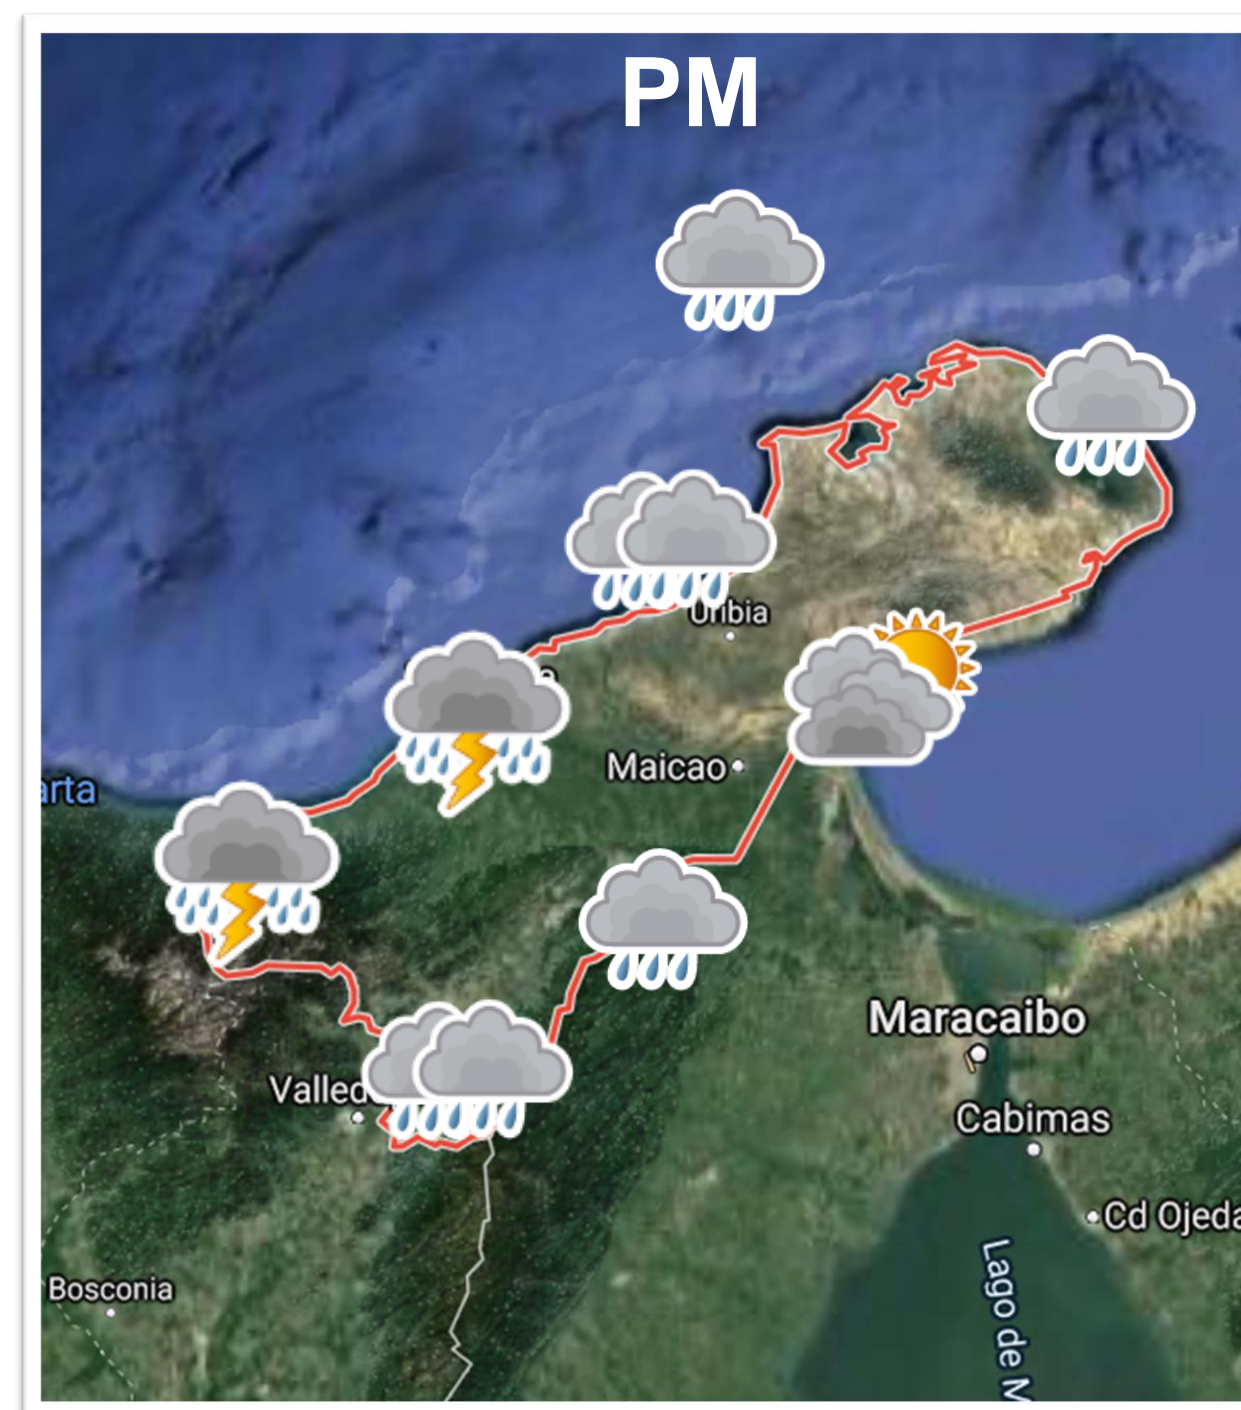 PM
Uribia
arta
Maicao
Maracaibo
Valled
Cabimas
Cd Ojeda
Lago de M
Bosconia